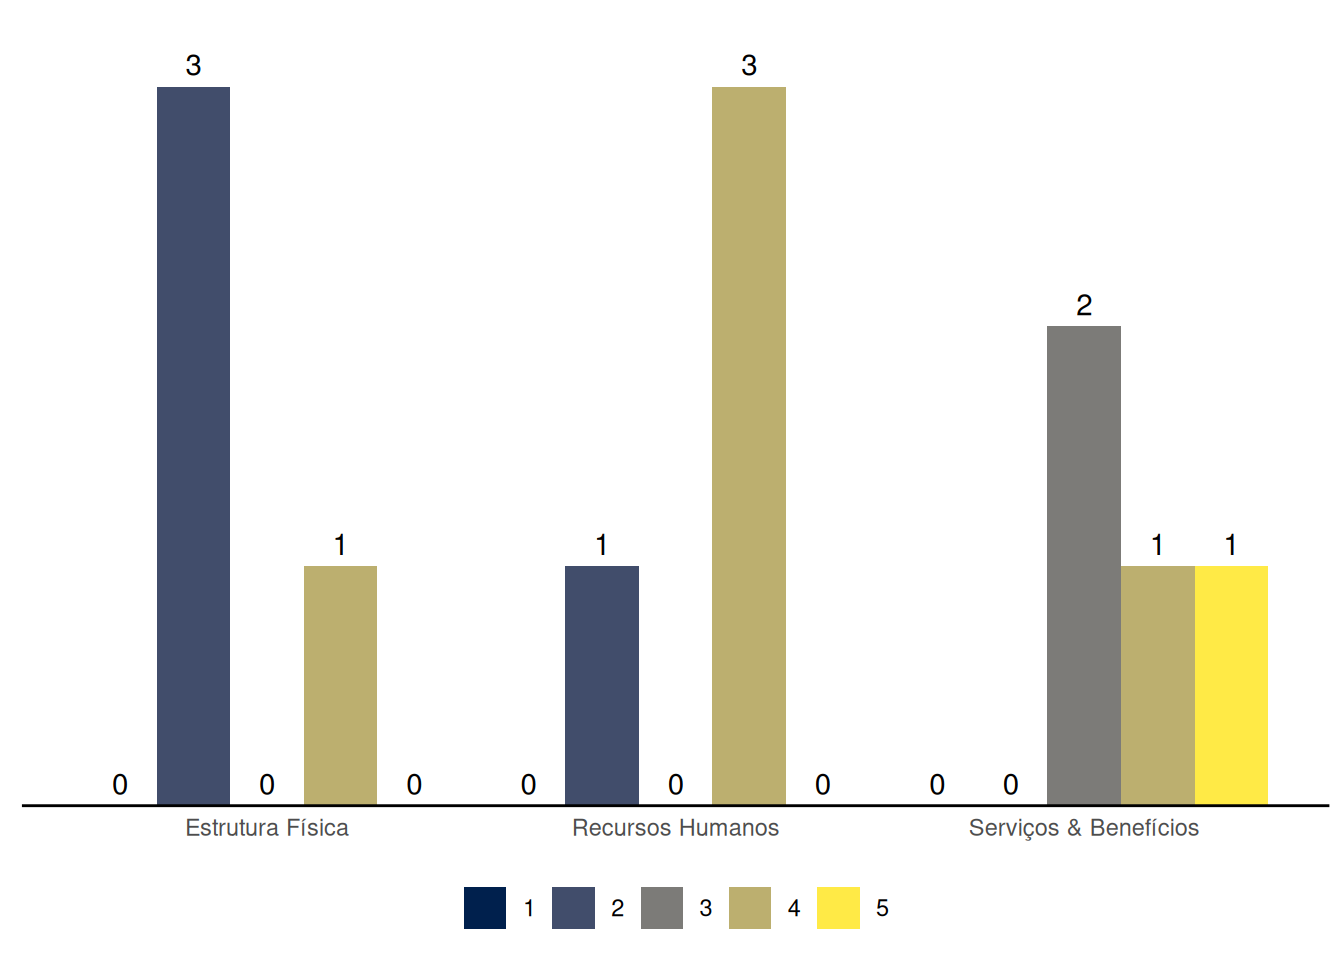 3 3
2
1 1 1 1
0 0 0 0 0 0 0 0
Estrutura Física Recursos Humanos Serviços & Benefícios
1 2 3 4 5